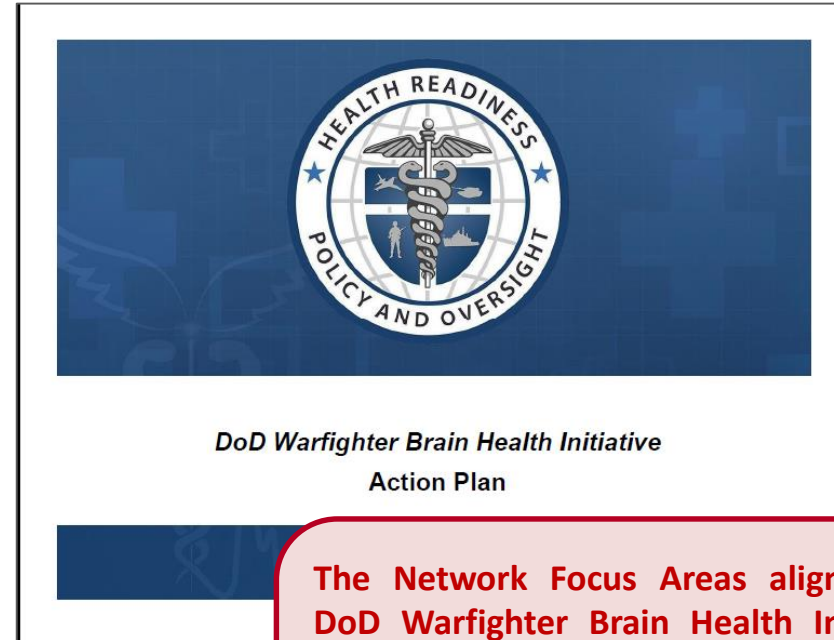 HEALTH READINESS
POLICY AND OVERSIGHT
DoD Warfighter Brain Health Initiative
Action Plan
The Network Focus Areas align
DoD Warfighter Brain Health